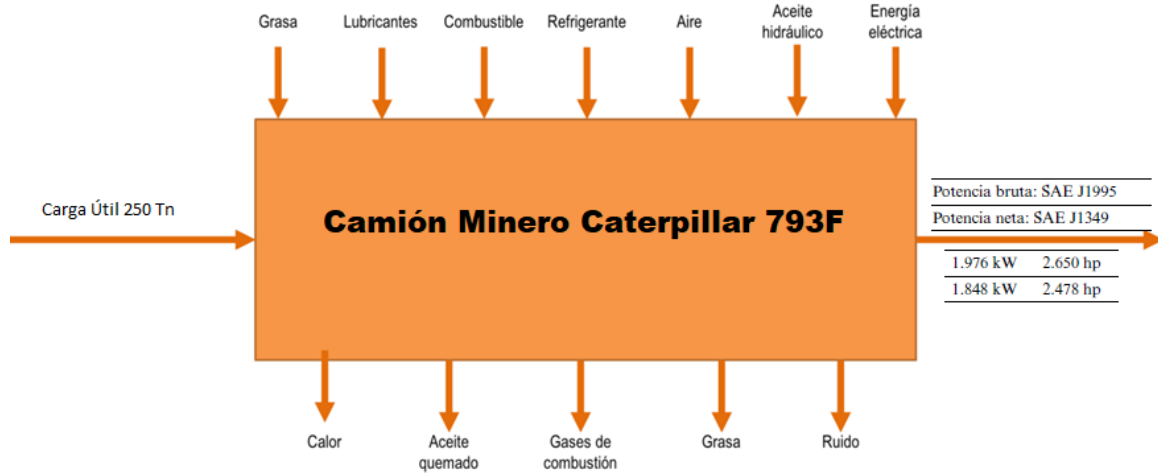 Grasa
Lubricantes
Combustible
Refrigerante
Aire
Aceite
hidráulico
Energía
eléctrica
Carga Útil 250 Tn
Camión Minero Caterpillar 793F
Potencia bruta: SAE J1995
Potencia neta: SAE J1349
1.976 kW 2.650 hp
1.848 kW 2.478 hp
Calor
Aceite
quemado
Gases de
combustión
Grasa
Ruido